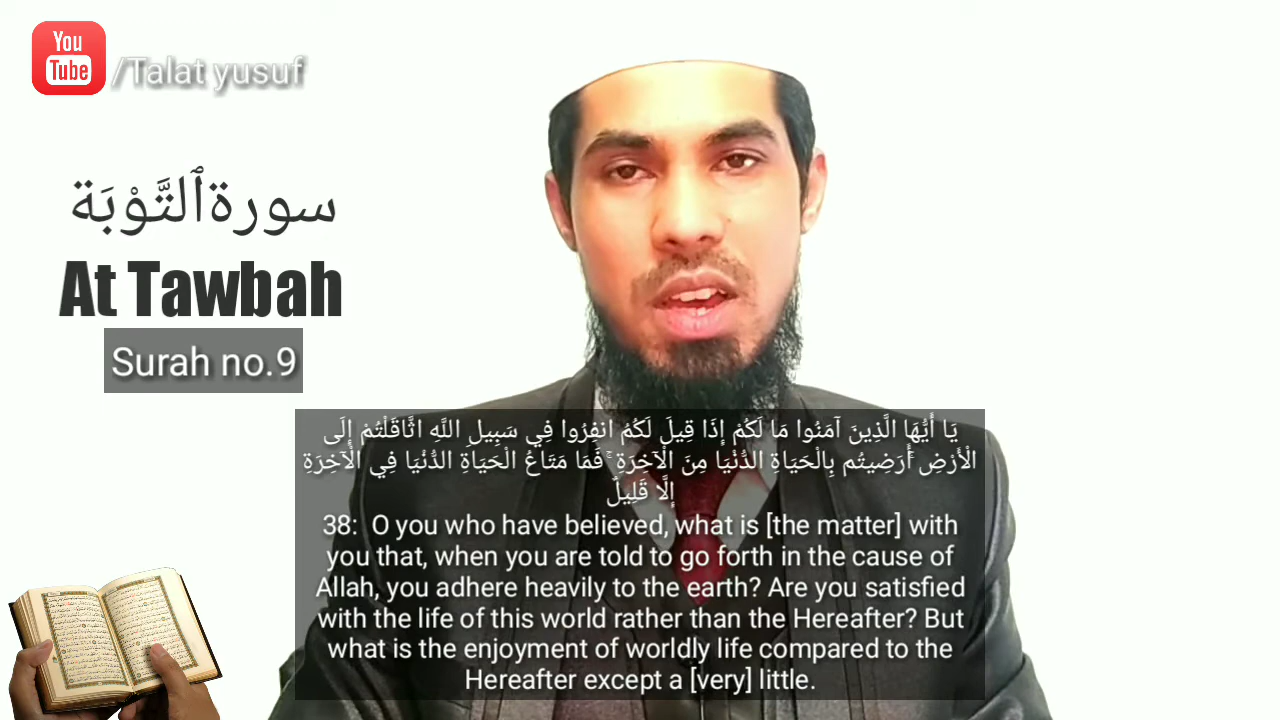 You
Tube /Talat yusuf
سورةٱلتَّوْبَة
At Tawbah
Surah no.9
يَا أَيُّهَا الَّذِينَ آمَنُوا مَا لَكُمْ إِذَا قِيلَ لَكُمُ انفِرُوا فِي سَبِيلِ اللَّهِ اثَّاقَلْتُمْ إِلَى
الْأَرْضِ ۚ أَرَضِيتُم بِالْحَيَاةِ الدُّنْيَا مِنَ الْآخِرَةِ ۚ فَمَا مَتَاعُ الْحَيَاةِ الدُّنْيَا فِي الْآخِرَةِ
إِلَّا قَلِيلٌ
38: O you who have believed, what is [the matter] with
you that, when you are told to go forth in the cause of
Allah, you adhere heavily to the earth? Are you satisfied
with the life of this world rather than the Hereafter? But
what is the enjoyment of worldly life compared to the
Hereafter except a [very] little.